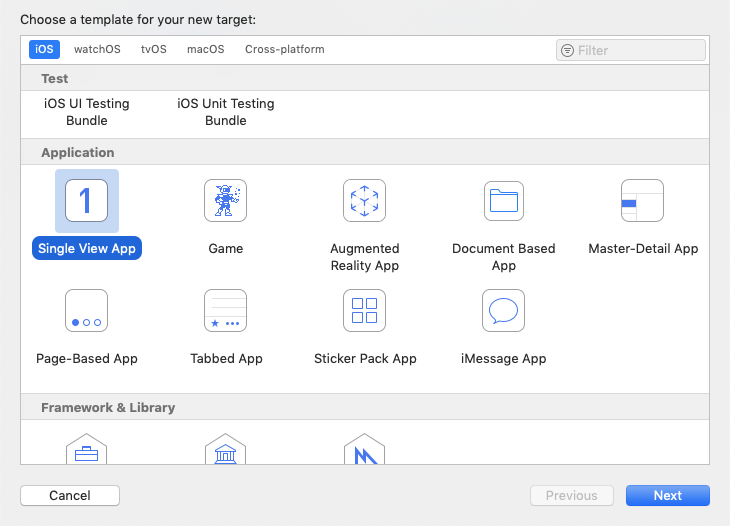 Choose a template for your new target:
iOS watchOS tvOS macOS Cross-platform Filter
Test
iOS UI Testing
Bundle
iOS Unit Testing
Bundle
Application
1
Single View App
Game
Augmented
Reality App
Document Based
App
Master-Detail App
Page-Based App
Tabbed App
Sticker Pack App
iMessage App
Framework & Library
Cancel Previous Next